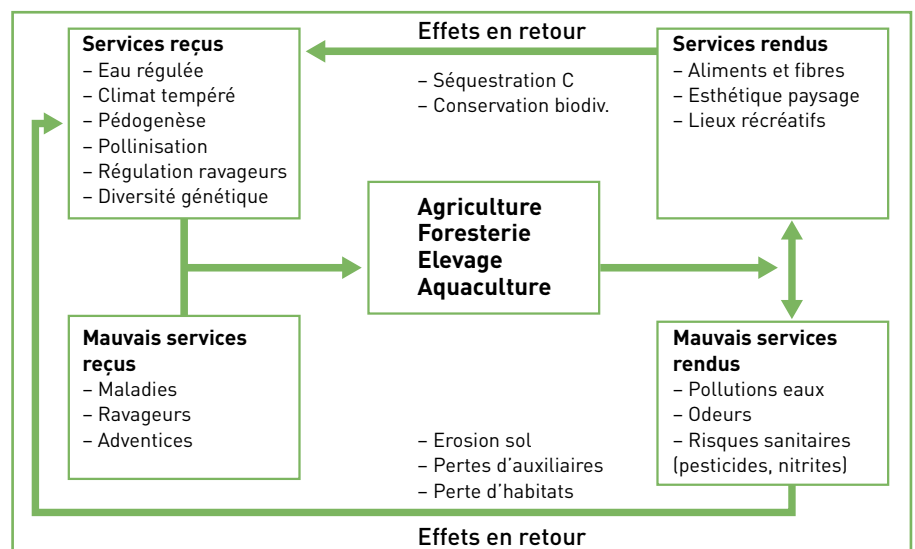 Effets en retour
Services reçus
– Eau régulée
– Climat tempéré
– Pédogenèse
– Pollinisation
– Régulation ravageurs
– Diversité génétique
– Séquestration C
– Conservation biodiv.
Services rendus
– Aliments et fibres
– Esthétique paysage
– Lieux récréatifs
Agriculture
Foresterie
Elevage
Aquaculture
Mauvais services
reçus
– Maladies
– Ravageurs
– Adventices
– Erosion sol
– Pertes d'auxiliaires
– Perte d'habitats
Mauvais services
rendus
– Pollutions eaux
– Odeurs
– Risques sanitaires
(pesticides, nitrites)
Effets en retour